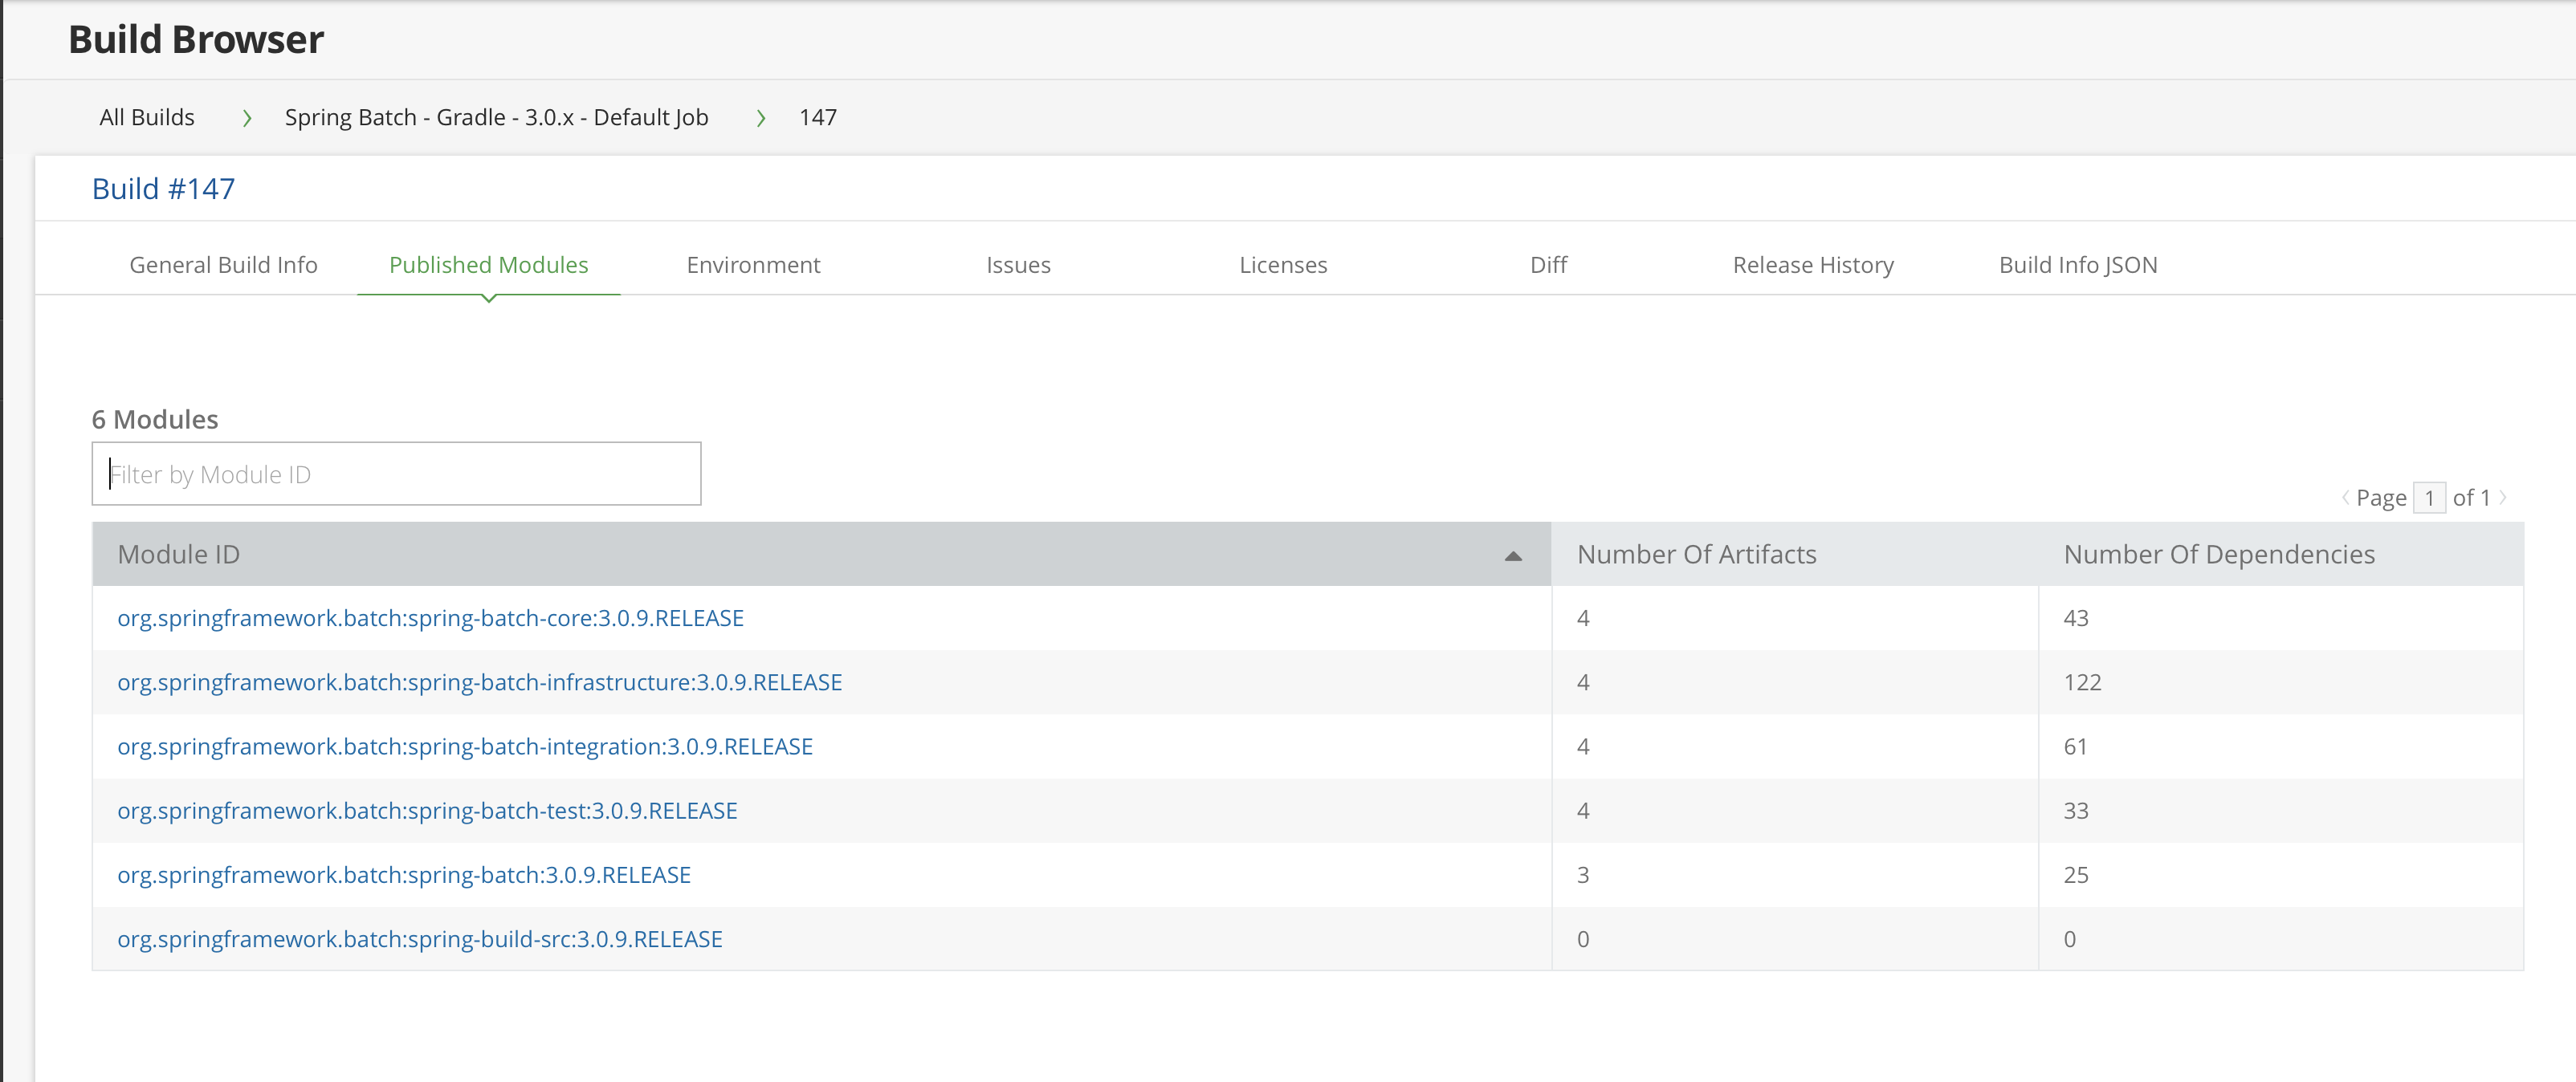 Build Browser
All Builds > Spring Batch - Gradle - 3.0.x - Default Job > 147
Build #147
General Build Info Published Modules Environment Issues Licenses Diff Release History Build Info JSON
6 Modules
Filter by Module ID
Page 1 of 1
Module ID Number Of Artifacts Number Of Dependencies
org.springframework.batch:spring-batch-core:3.0.9.RELEASE 4 43
org.springframework.batch:spring-batch-infrastructure:3.0.9.RELEASE 4 122
org.springframework.batch:spring-batch-integration:3.0.9.RELEASE 4 61
org.springframework.batch:spring-batch-test:3.0.9.RELEASE 4 33
org.springframework.batch:spring-batch:3.0.9.RELEASE 3 25
org.springframework.batch:spring-build-src:3.0.9.RELEASE 0 0